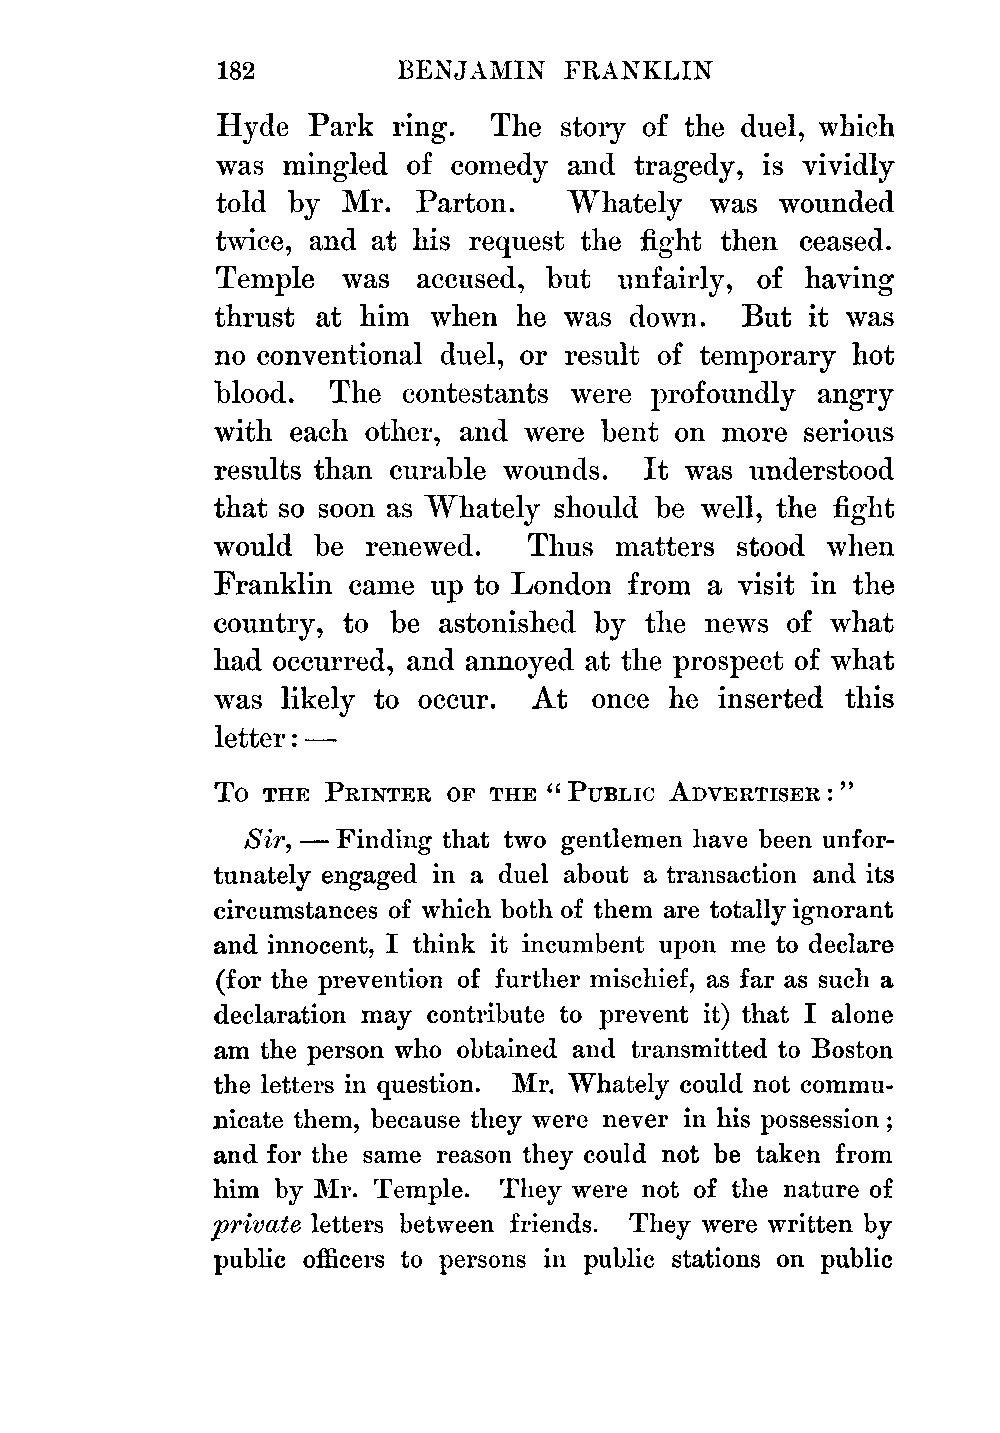 182 BENJAMIN FRANKLIN
Hyde Park ring. The story of the duel, which
was mingled of comedy and tragedy, is vividly
told by Mr. Parton. Whately was wounded
twice, and at his request the fight then ceased.
Temple was accused, but unfairly, of having
thrust at him when he was down. But it was
no conventional duel, or result of temporary hot
blood. The contestants were profoundly angry
with each other, and were bent on more serious
results than curable wounds. It was understood
that so soon as Whately should be well, the fight
would be renewed. Thus matters stood when
Franklin came up to London from a visit in the
country, to be astonished by the news of what
had occurred, and annoyed at the prospect of what
was likely to occur. At once he inserted this
letter: —
To the Printer of the “Public Advertiser:”
Sir, — Finding that two gentlemen have been unfor-
tunately engaged in a duel about a transaction and its
circumstances of which both of them are totally ignorant
and innocent, I think it incumbent upon me to declare
(for the prevention of further mischief, as far as such a
declaration may contribute to prevent it) that I alone
am the person who obtained and transmitted to Boston
the letters in question. Mr. Whately could not commu-
nicate them, because they were never in his possession;
and for the same reason they could not be taken from
him by Mr. Temple. They were not of the nature of
private letters between friends. They were written by
public officers to persons in public stations on public